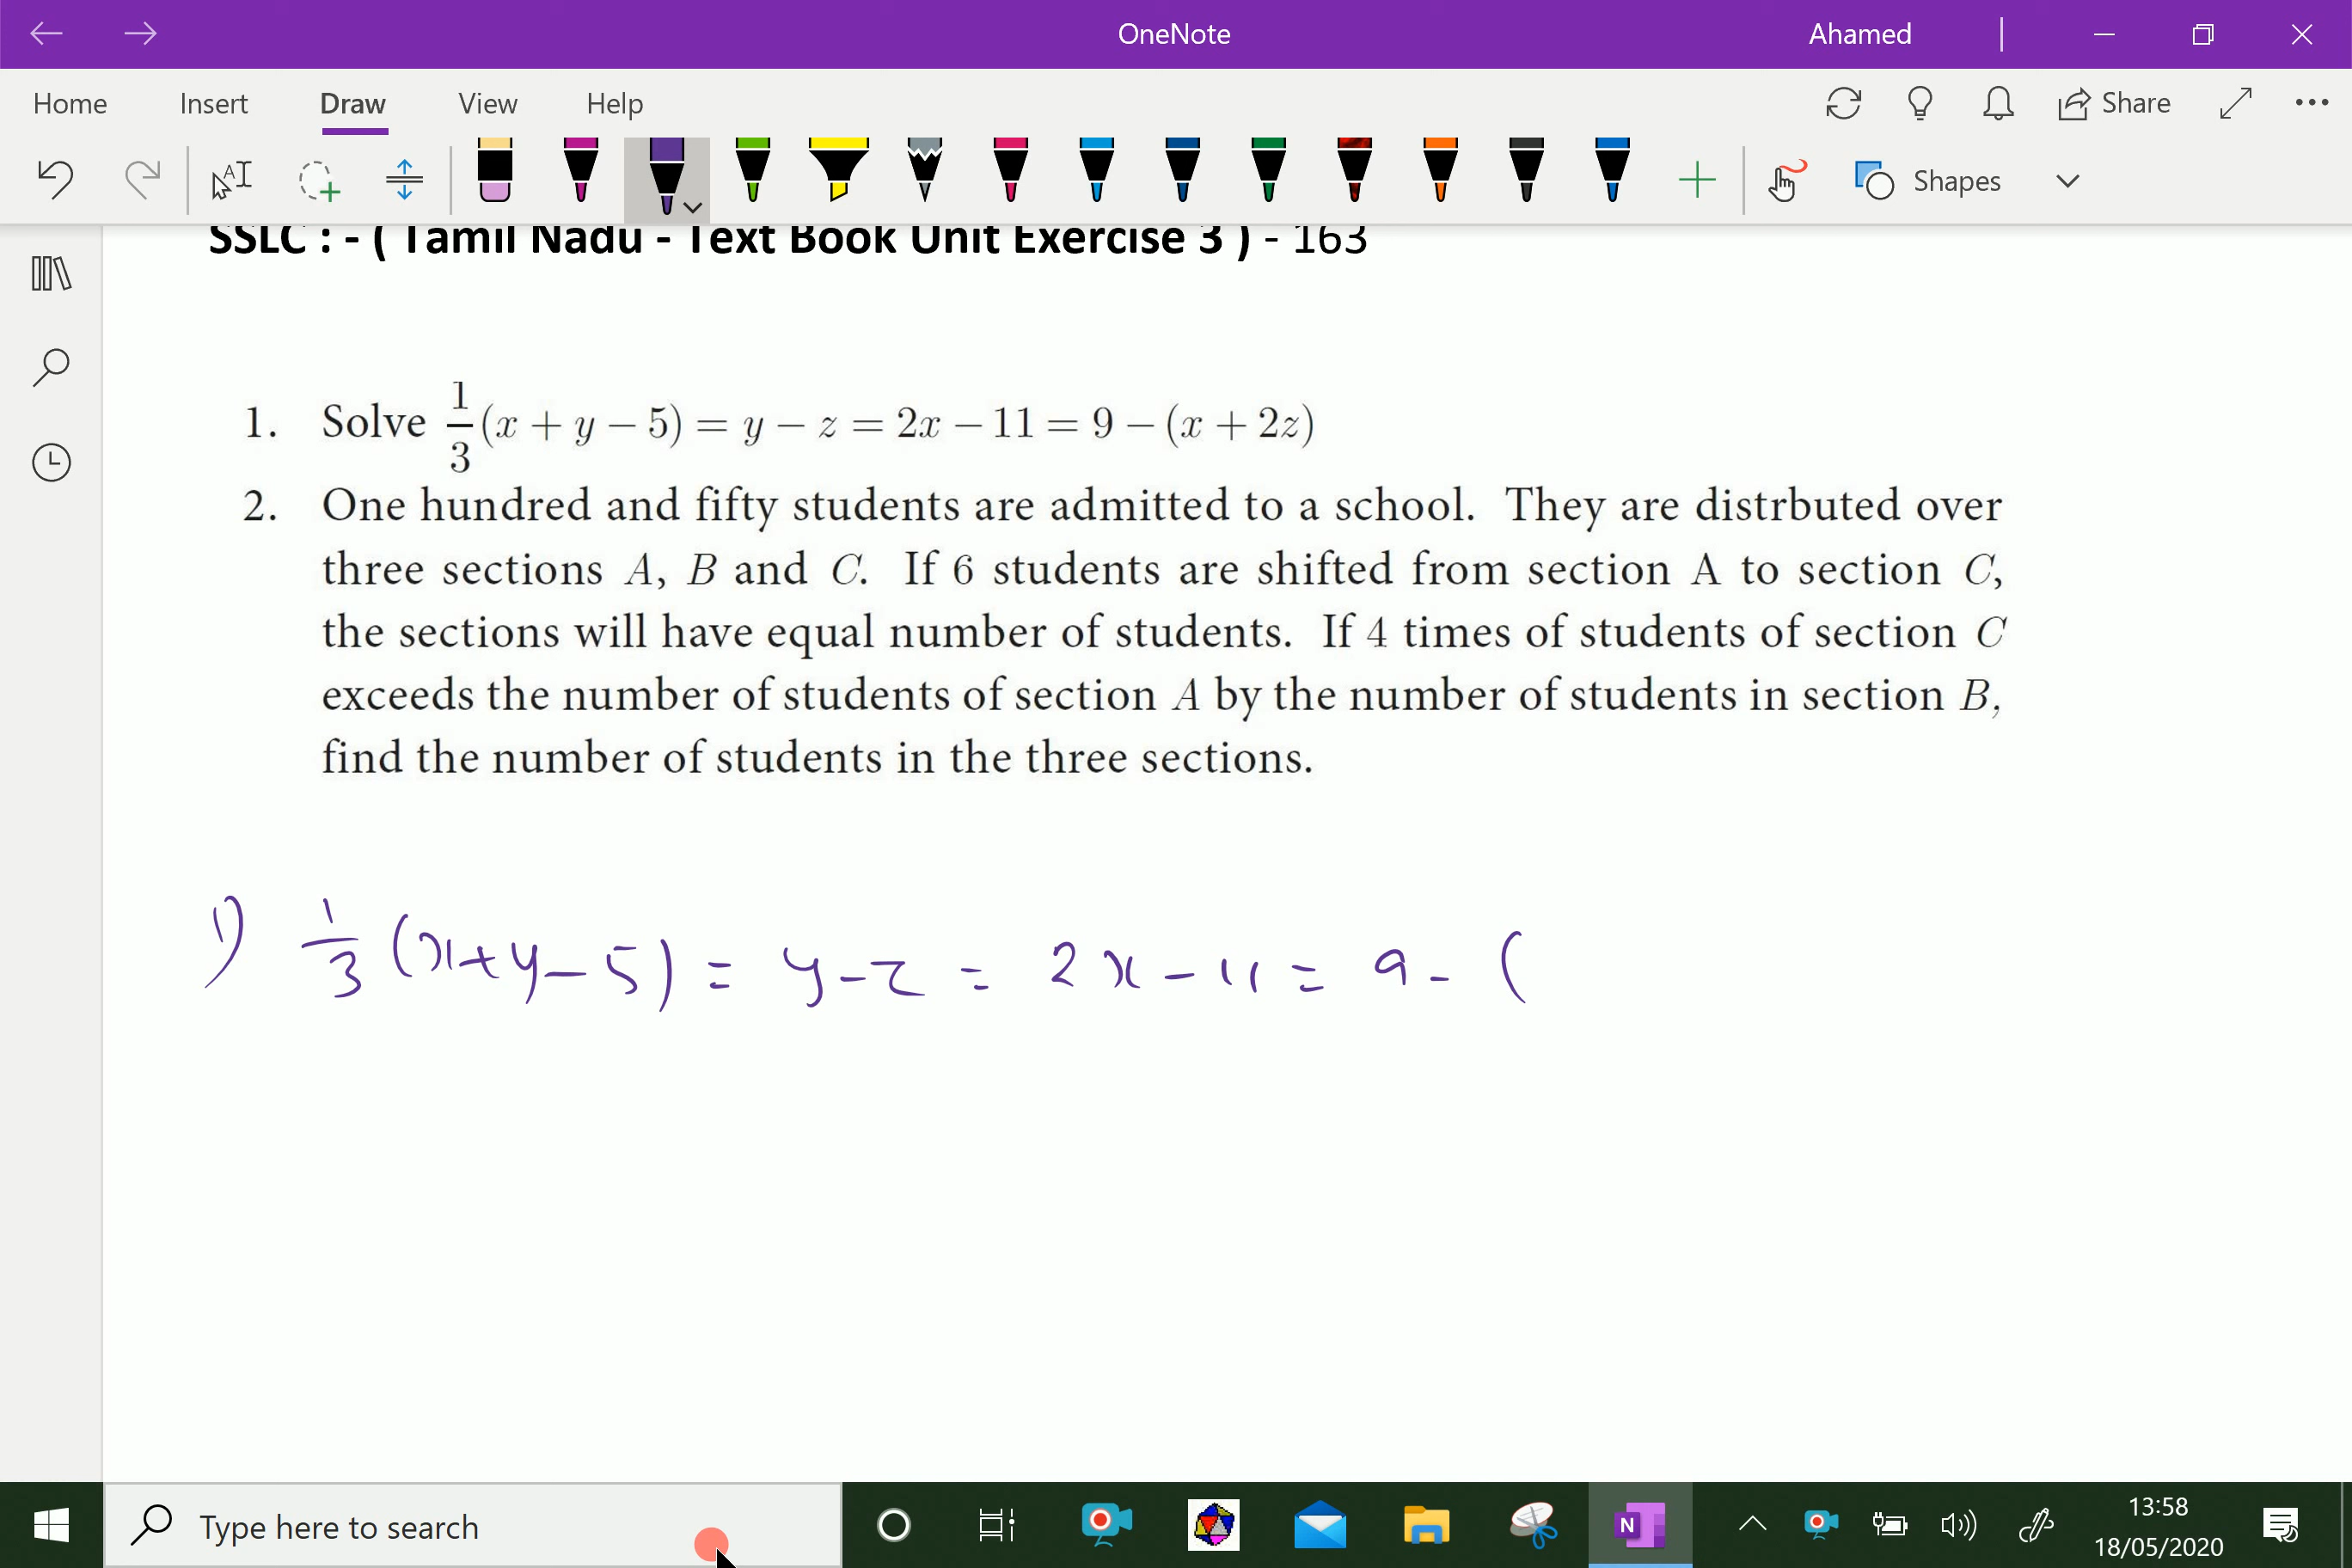 OneNote
Ahamed
Home Insert Draw View Help
Share
Shapes
SSLC : - ( Tamil Nadu - Text Book Unit Exercise 3 ) - 163
1. Solve 1/3 (x + y − 5) = y − z = 2x − 11 = 9 − (x + 2z)
2. One hundred and fifty students are admitted to a school. They are distrbuted over
three sections A, B and C. If 6 students are shifted from section A to section C,
the sections will have equal number of students. If 4 times of students of section C
exceeds the number of students of section A by the number of students in section B,
find the number of students in the three sections.
1) 1/3 (x+y−5) = y−z = 2x−11 = 9−(
Type here to search
N
13:58
18/05/2020